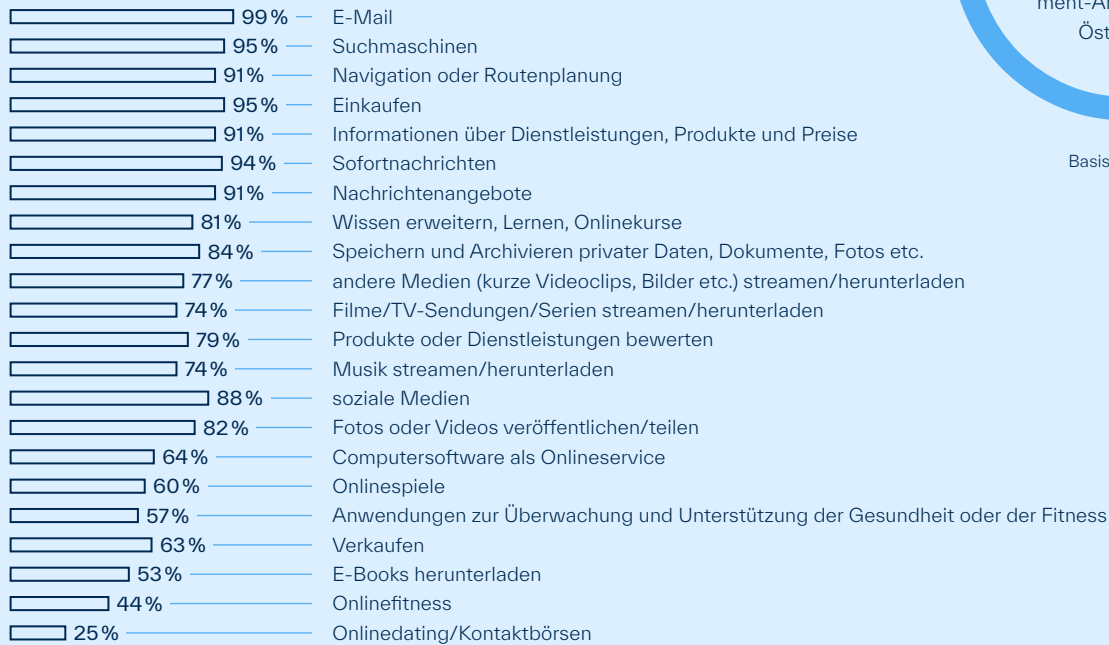 99 % E-Mail
95 % Suchmaschinen
91 % Navigation oder Routenplanung
95 % Einkaufen
91 % Informationen über Dienstleistungen, Produkte und Preise
94 % Sofortnachrichten
91 % Nachrichtenangebote
81 % Wissen erweitern, Lernen, Onlinekurse
84 % Speichern und Archivieren privater Daten, Dokumente, Fotos etc.
77 % andere Medien (kurze Videoclips, Bilder etc.) streamen/herunterladen
74 % Filme/TV-Sendungen/Serien streamen/herunterladen
79 % Produkte oder Dienstleistungen bewerten
74 % Musik streamen/herunterladen
88 % soziale Medien
82 % Fotos oder Videos veröffentlichen/teilen
64 % Computersoftware als Onlineservice
60 % Onlinespiele
57 % Anwendungen zur Überwachung und Unterstützung der Gesundheit oder der Fitness
63 % Verkaufen
53 % E-Books herunterladen
44 % Onlinefitness
25 % Onlinedating/Kontaktbörsen
Öst
Basis